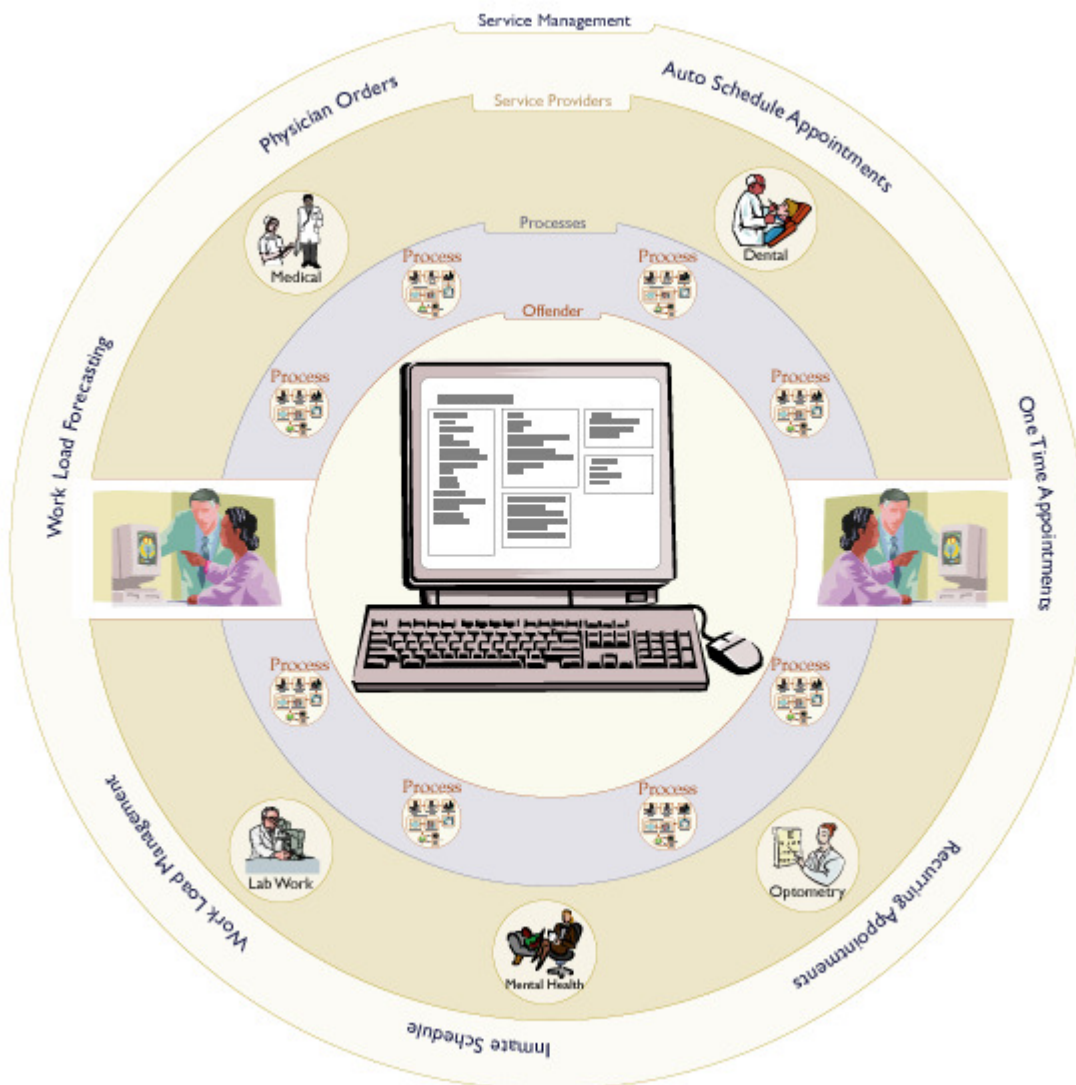 Service Management
Physician Orders
Auto Schedule Appointments
Service Providers
Medical
Dental
Processes
Process
Process
Offender
Process
Process
Work Load Forecasting
One Time Appointments
Process
Process
Process
Process
Work Load Management
Lab Work
Optometry
Recurring Appointments
Mental Health
Inmate Schedule